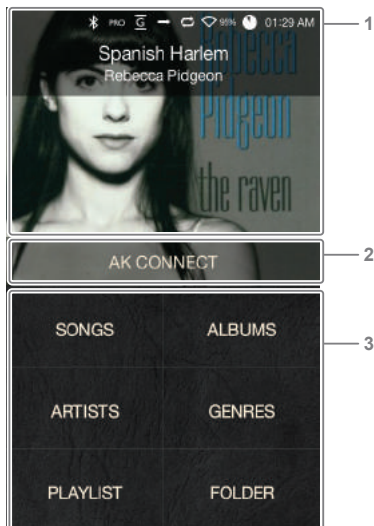 PRO G 95% 01:29 AM
Spanish Harlem
Rebecca Pidgeon
Rebecca
Pidgeon
the raven
AK CONNECT
SONGS ALBUMS
ARTISTS GENRES
PLAYLIST FOLDER
1
2
3